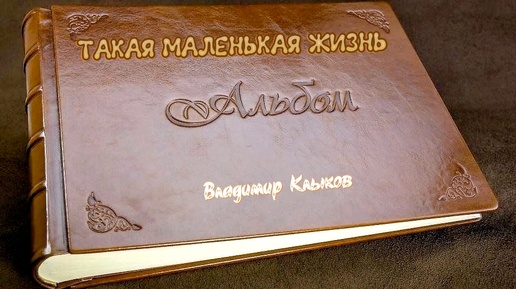 ТАКАЯ МАЛЕНЬКАЯ ЖИЗНЬ
Альбом
Владимир Клыков